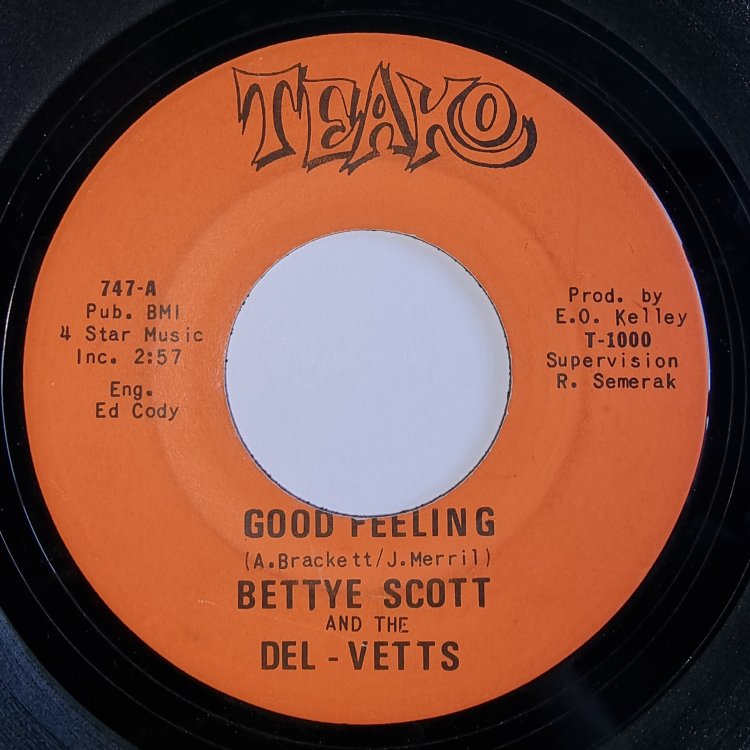 TEAKO
747-A
Pub. BMI
4 Star Music
Inc. 2:57
Eng.
Ed Cody
Prod. by
E.O. Kelley
T-1000
Supervision
R. Semerak
GOOD FEELING
(A.Brackett/J.Merril)
BETTYE SCOTT
AND THE
DEL-VETTS